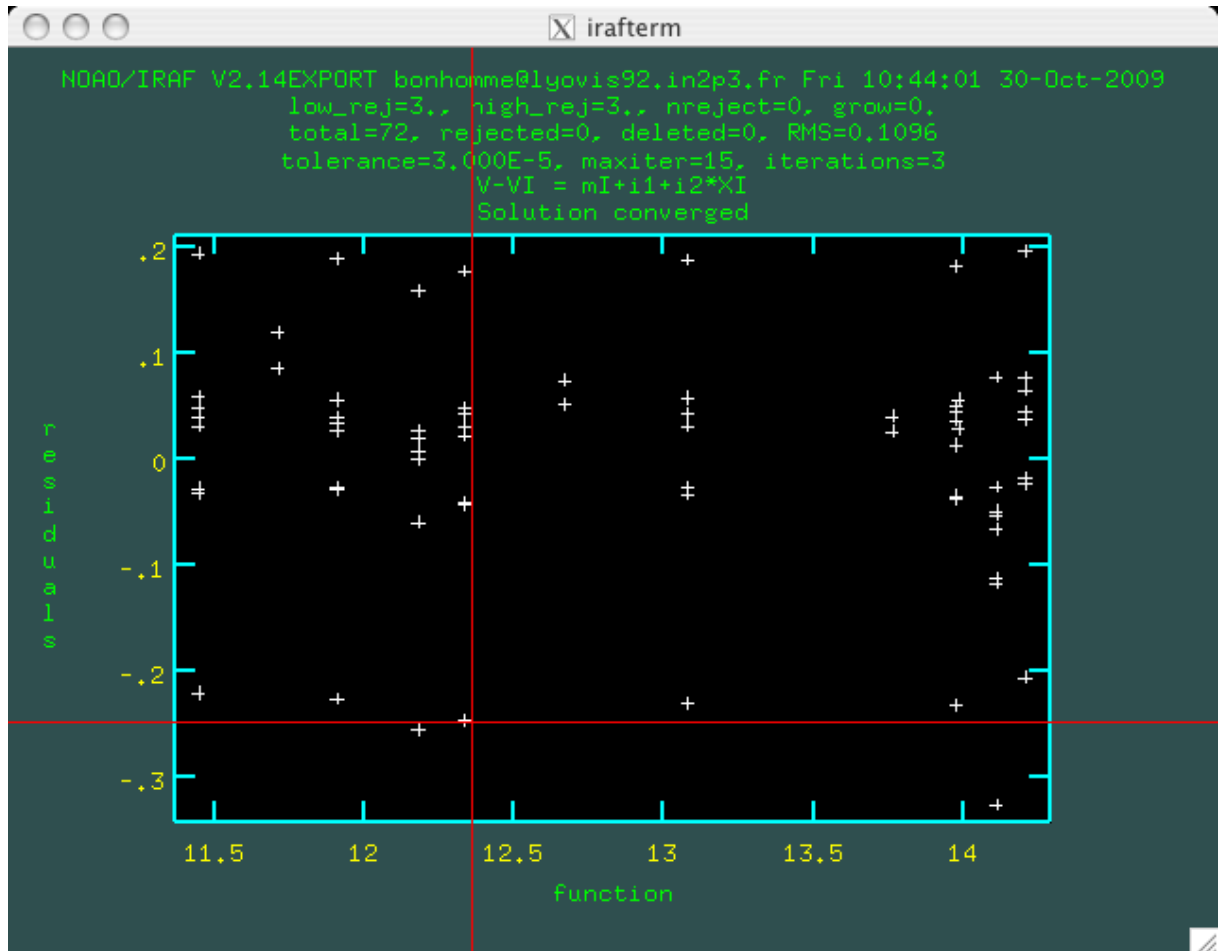 irafterm
NOAO/IRAF V2.14EXPORT bonhomme@lyovis92.in2p3.fr Fri 10:44:01 30-Oct-2009
low_rej=3., high_rej=3., nreject=0, grow=0.
total=72, rejected=0, deleted=0, RMS=0.1096
tolerance=3.000E-5, maxiter=15, iterations=3
V-VI = mI+i1+i2*XI
Solution converged
.2
.1
0
-.1
-.2
-.3
residuals
11.5 12 12.5 13 13.5 14
function